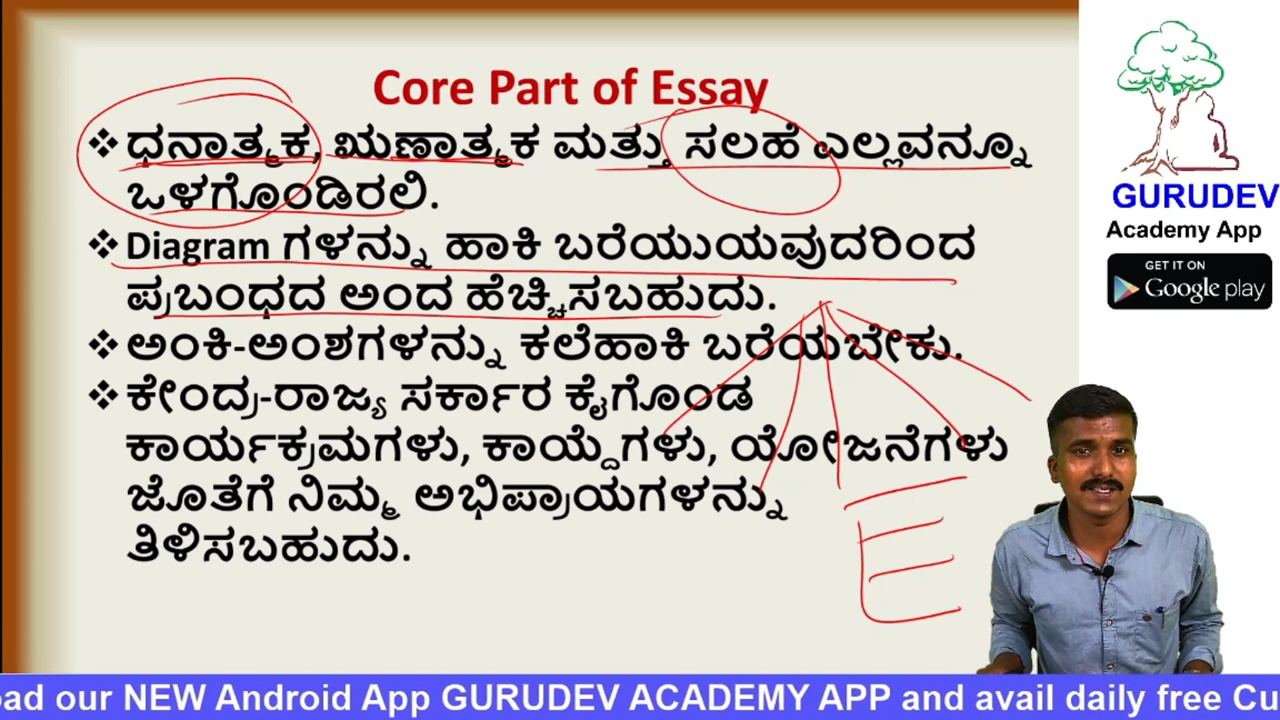 Core Part of Essay
❖ ಧನಾತ್ಮಕ, ಋಣಾತ್ಮಕ ಮತ್ತು ಸಲಹೆ ಎಲ್ಲವನ್ನೂ
ಒಳಗೊಂಡಿರಲಿ.
❖ Diagram ಗಳನ್ನು ಹಾಕಿ ಬರೆಯುಯವುದರಿಂದ
ಪ್ರಬಂಧದ ಅಂದ ಹೆಚ್ಚಿಸಬಹುದು.
❖ ಅಂಕಿ-ಅಂಶಗಳನ್ನು ಕಲೆಹಾಕಿ ಬರೆಯಬೇಕು.
❖ ಕೇಂದ್ರ-ರಾಜ್ಯ ಸರ್ಕಾರ ಕೈಗೊಂಡ
ಕಾರ್ಯಕ್ರಮಗಳು, ಕಾಯ್ದೆಗಳು, ಯೋಜನೆಗಳು
ಜೊತೆಗೆ ನಿಮ್ಮ ಅಭಿಪ್ರಾಯಗಳನ್ನು
ತಿಳಿಸಬಹುದು.
GURUDEV
Academy App
GET IT ON
Google play
oad our NEW Android App GURUDEV ACADEMY APP and avail daily free Cu